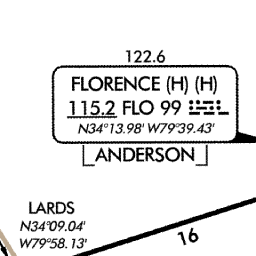 122.6
FLORENCE (H) (H)
115.2 FLO 99
N34°13.98' W79°39.43'
ANDERSON
LARDS
N34°09.04'
W79°58.13'
16